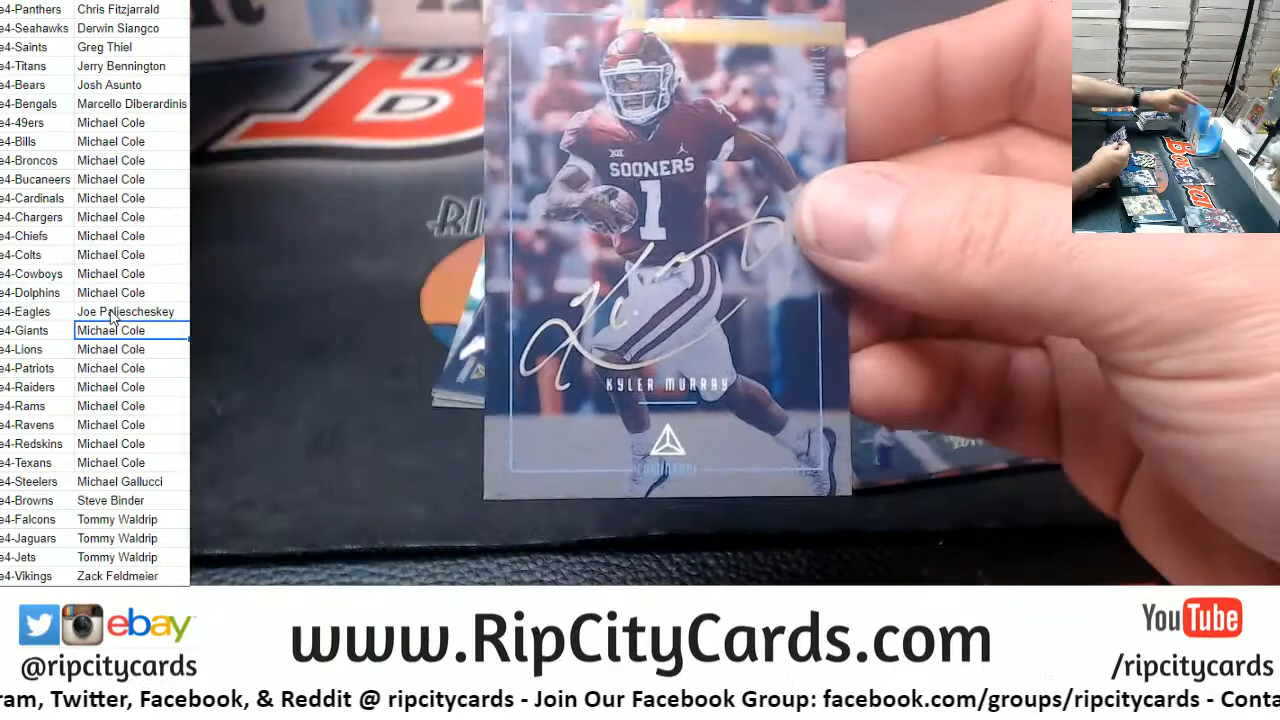 e4-Panthers Chris Fitzjarrald
e4-Seahawks Derwin Siangco
e4-Saints Greg Thiel
e4-Titans Jerry Bennington
e4-Bears Josh Asunto
e4-Bengals Marcello Diberardinis
e4-49ers Michael Cole
e4-Bills Michael Cole
e4-Broncos Michael Cole
e4-Bucaneers Michael Cole
e4-Cardinals Michael Cole
e4-Chargers Michael Cole
e4-Chiefs Michael Cole
e4-Colts Michael Cole
e4-Cowboys Michael Cole
e4-Dolphins Michael Cole
e4-Eagles Joe Paliescheskey
e4-Giants Michael Cole
e4-Lions Michael Cole
e4-Patriots Michael Cole
e4-Raiders Michael Cole
e4-Rams Michael Cole
e4-Ravens Michael Cole
e4-Redskins Michael Cole
e4-Texans Michael Cole
e4-Steelers Michael Gallucci
e4-Browns Steve Binder
e4-Falcons Tommy Waldrip
e4-Jaguars Tommy Waldrip
e4-Jets Tommy Waldrip
e4-Vikings Zack Feldmeier
SOONERS
1
KYLER MURRAY
ebay
@ripcitycards
www.RipCityCards.com
YouTube
/ripcitycards
ram, Twitter, Facebook, & Reddit @ ripcitycards - Join Our Facebook Group: facebook.com/groups/ripcitycards - Conta